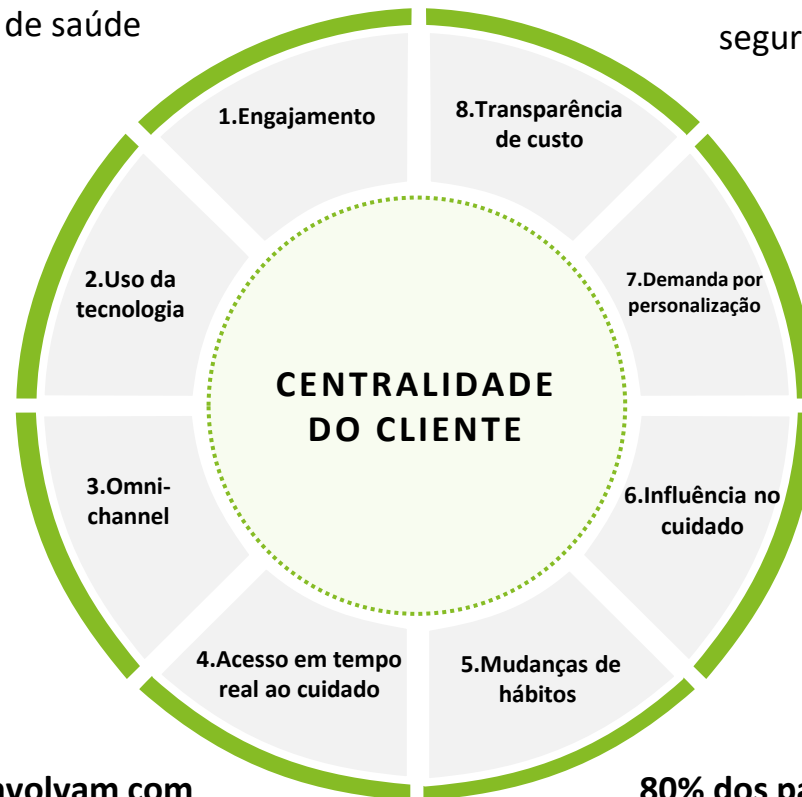 de saúde
segur
1.Engajamento
8.Transparência
de custo
2.Uso da
tecnologia
7.Demanda por
personalização
CENTRALIDADE
DO CLIENTE
3.Omni-
channel
6.Influência no
cuidado
4.Acesso em tempo
real ao cuidado
5.Mudanças de
hábitos
volvam com
80% dos pa